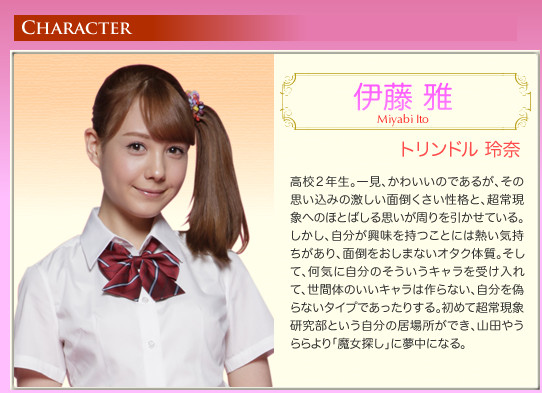 CHARACTER
伊藤 雅
Miyabi Ito
トリンドル 玲奈
高校2年生。一見、かわいいのであるが、その
思い込みの激しい面倒くさい性格と、超常現
象へのほとばしる思いが周りを引かせている。
しかし、自分が興味を持つことには熱い気持
ちがあり、面倒をおしまないオタク体質。そし
て、何気に自分のそういうキャラを受け入れ
て、世間体のいいキャラは作らない、自分を偽
らないタイプであったりする。初めて超常現象
研究部という自分の居場所ができ、山田やう
ららより「魔女探し」に夢中になる。